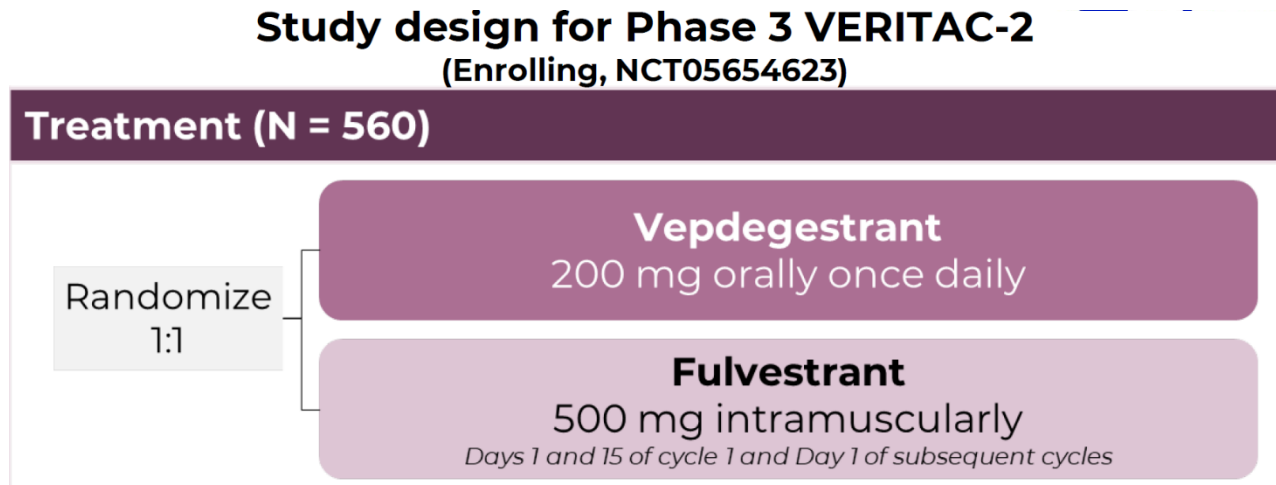 Study design for Phase 3 VERITAC-2
(Enrolling, NCT05654623)
Treatment (N = 560)
Randomize
1:1
Vepdegestrant
200 mg orally once daily
Fulvestrant
500 mg intramuscularly
Days 1 and 15 of cycle 1 and Day 1 of subsequent cycles